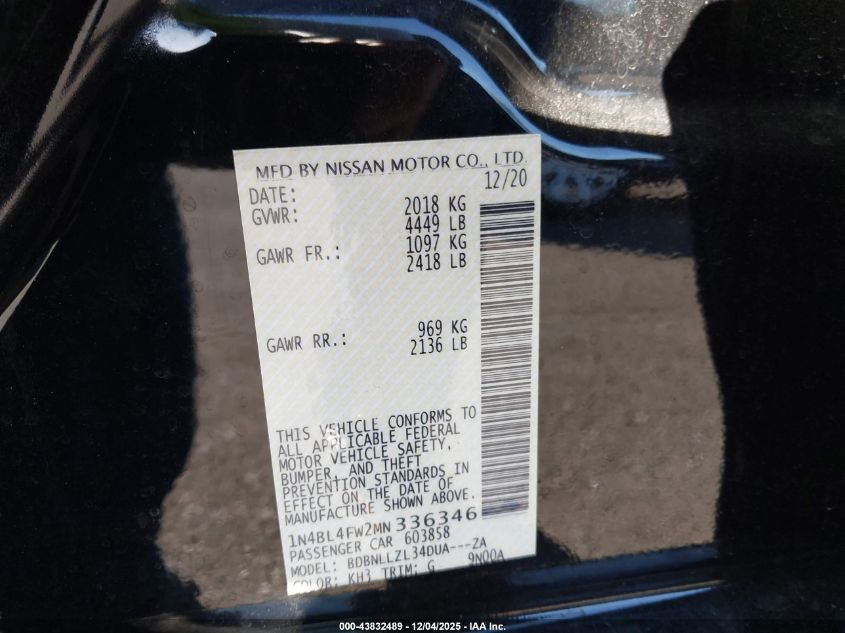 MFD BY NISSAN MOTOR CO., LTD.
DATE: 12/20
GVWR: 2018 KG
4449 LB
GAWR FR.: 1097 KG
2418 LB
GAWR RR.: 969 KG
2136 LB
THIS VEHICLE CONFORMS TO
ALL APPLICABLE FEDERAL
MOTOR VEHICLE SAFETY,
BUMPER, AND THEFT
PREVENTION STANDARDS IN
EFFECT ON THE DATE OF
MANUFACTURE SHOWN ABOVE.
1N4BL4FW2MN336346
PASSENGER CAR 603858
MODEL: BDBNLLZL34DUA---ZA
COLOR: KH3 TRIM: G 9N00A
000-43832489 - 12/04/2025 - IAA Inc.